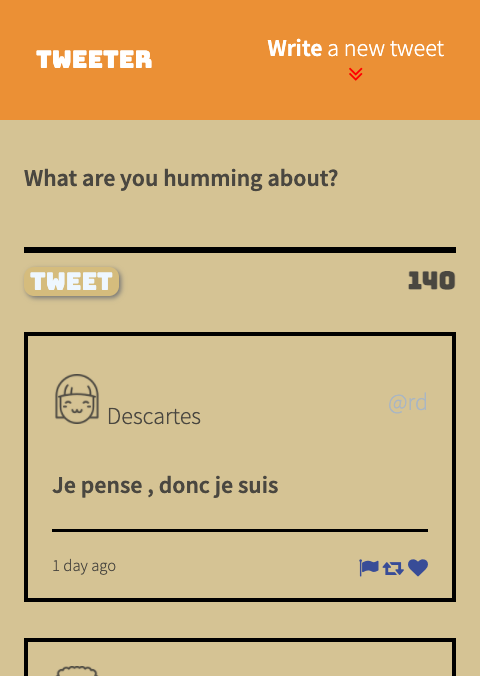 TWEETER
Write a new tweet
What are you humming about?
TWEET
140
Descartes
@rd
Je pense , donc je suis
1 day ago